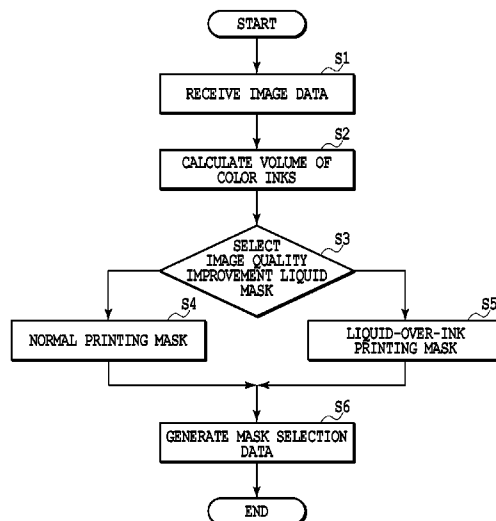 START
S1
RECEIVE IMAGE DATA
S2
CALCULATE VOLUME OF
COLOR INKS
S3
SELECT
IMAGE QUALITY
IMPROVEMENT LIQUID
MASK
S4
NORMAL PRINTING MASK
S5
LIQUID-OVER-INK
PRINTING MASK
S6
GENERATE MASK SELECTION
DATA
END